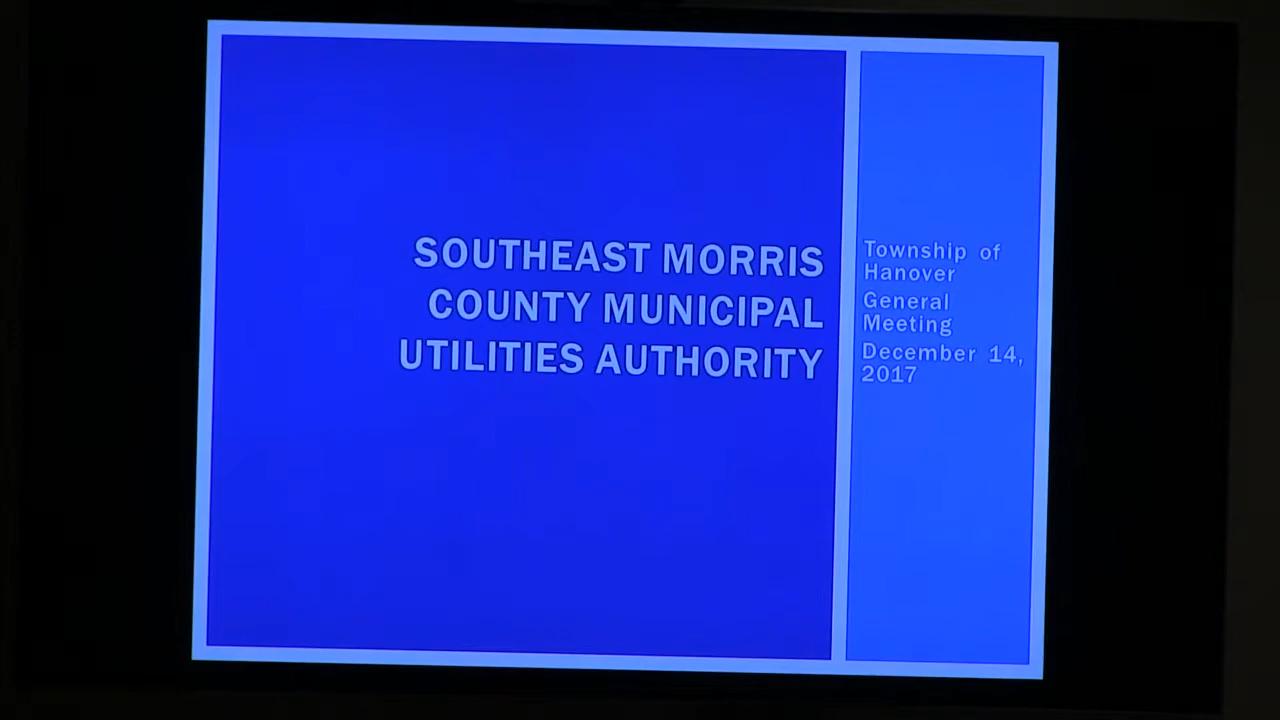 SOUTHEAST MORRIS
COUNTY MUNICIPAL
UTILITIES AUTHORITY
Township of
Hanover
General
Meeting
December 14,
2017